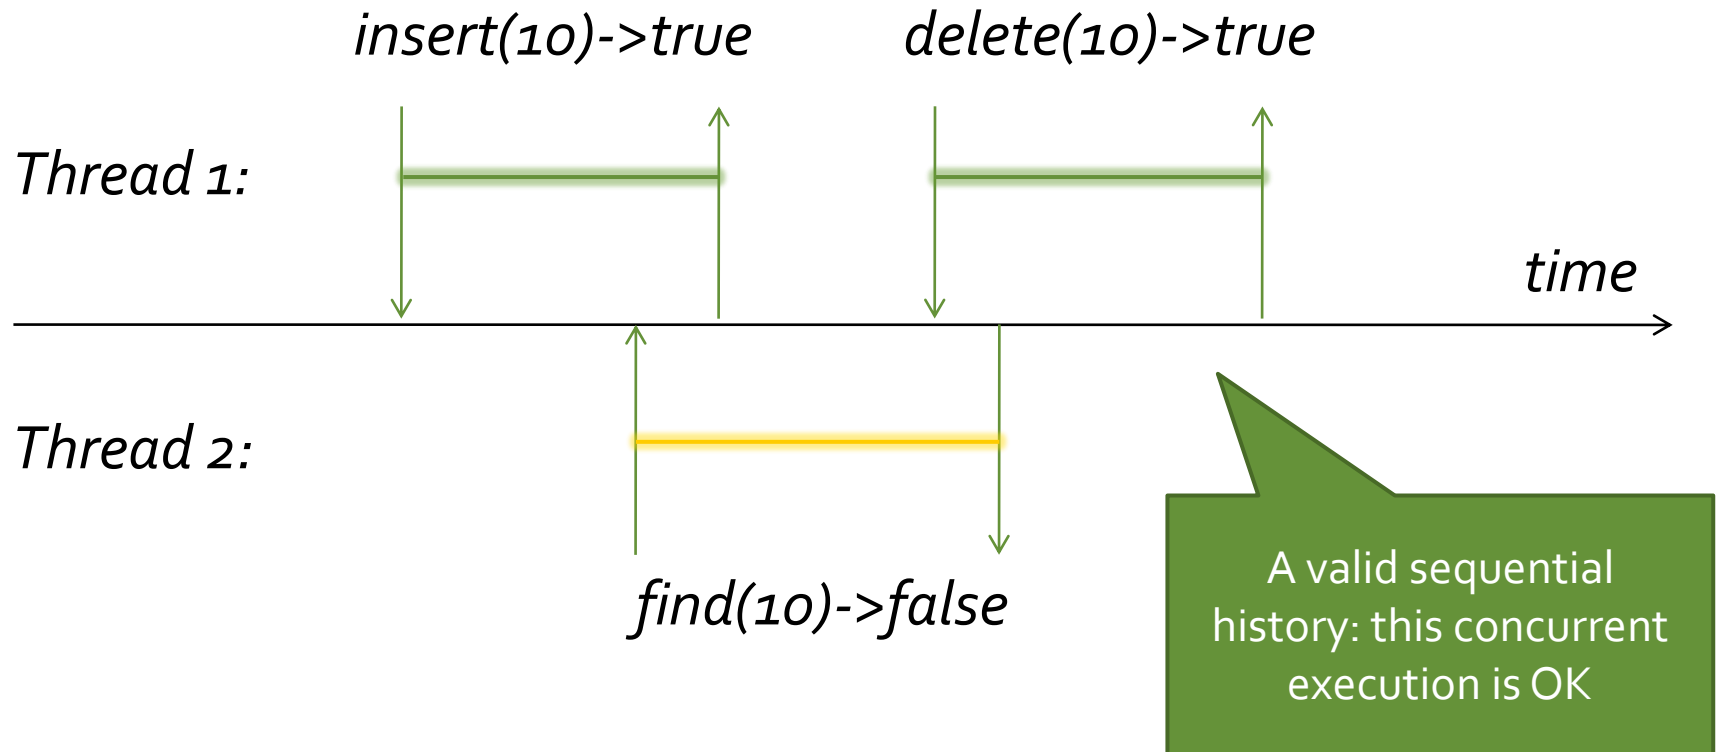 insert(10)->true
delete(10)->true
Thread 1:
time
Thread 2:
find(10)->false
A valid sequential
history: this concurrent
execution is OK